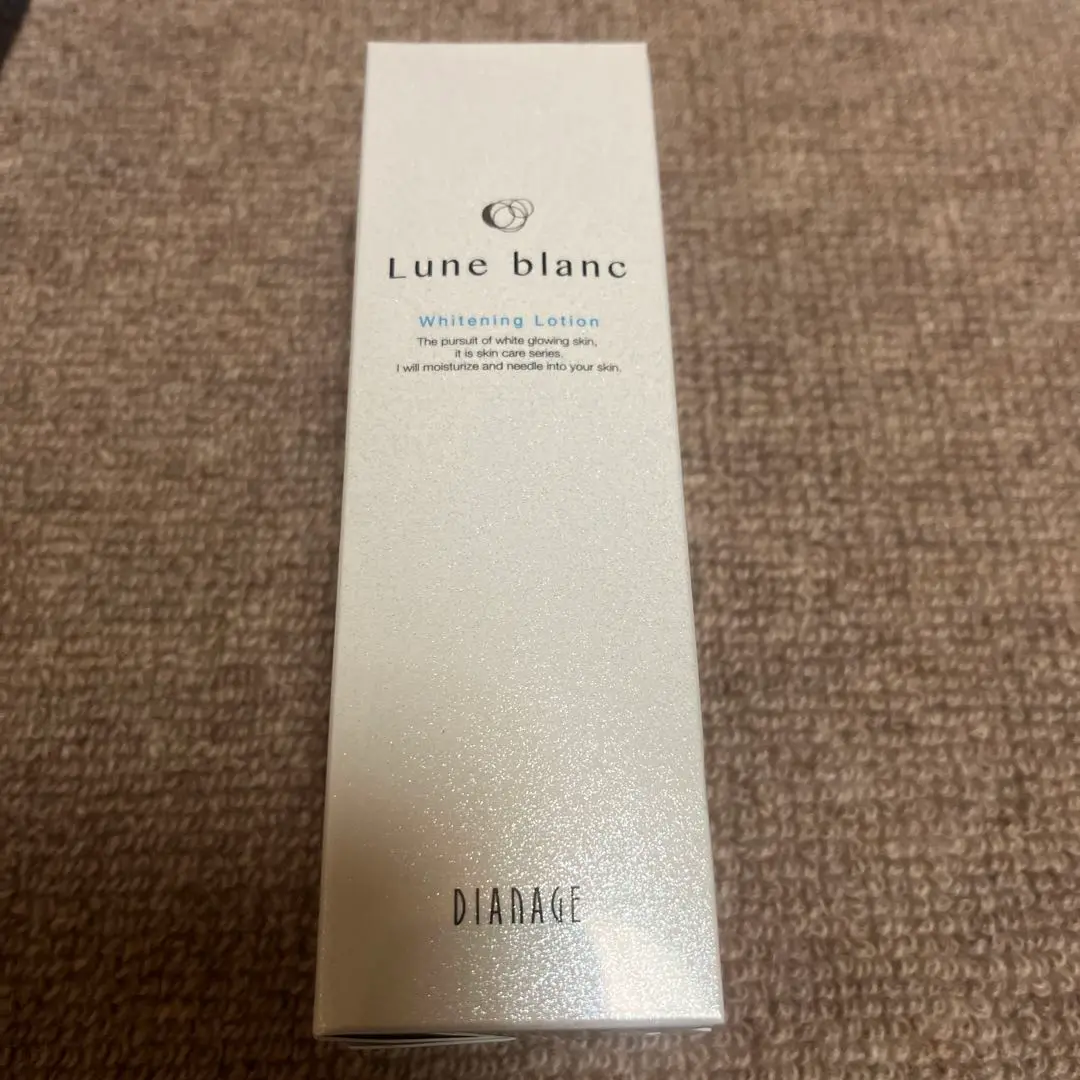 Lune blanc
Whitening Lotion
The pursuit of white glowing skin,
it is skin care series.
I will moisturize and needle into your skin.
DIANAGE